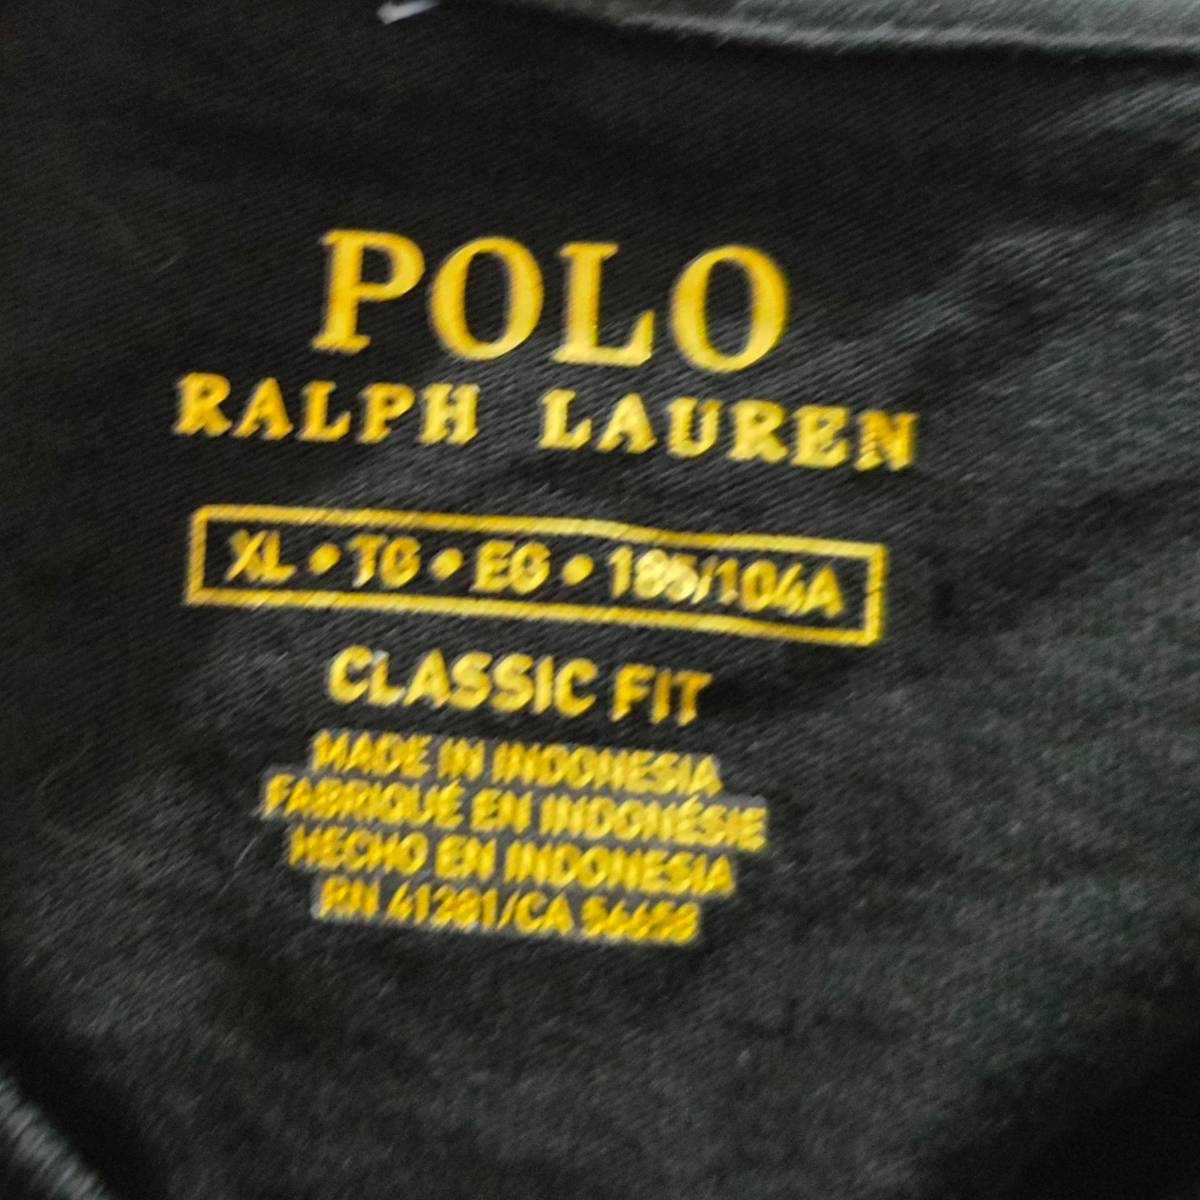 POLO
RALPH LAUREN
XL • TG • EG • 185/104A
CLASSIC FIT
MADE IN INDONESIA
FABRIQUÉ EN INDONÉSIE
HECHO EN INDONESIA
RN 41381/CA 56658